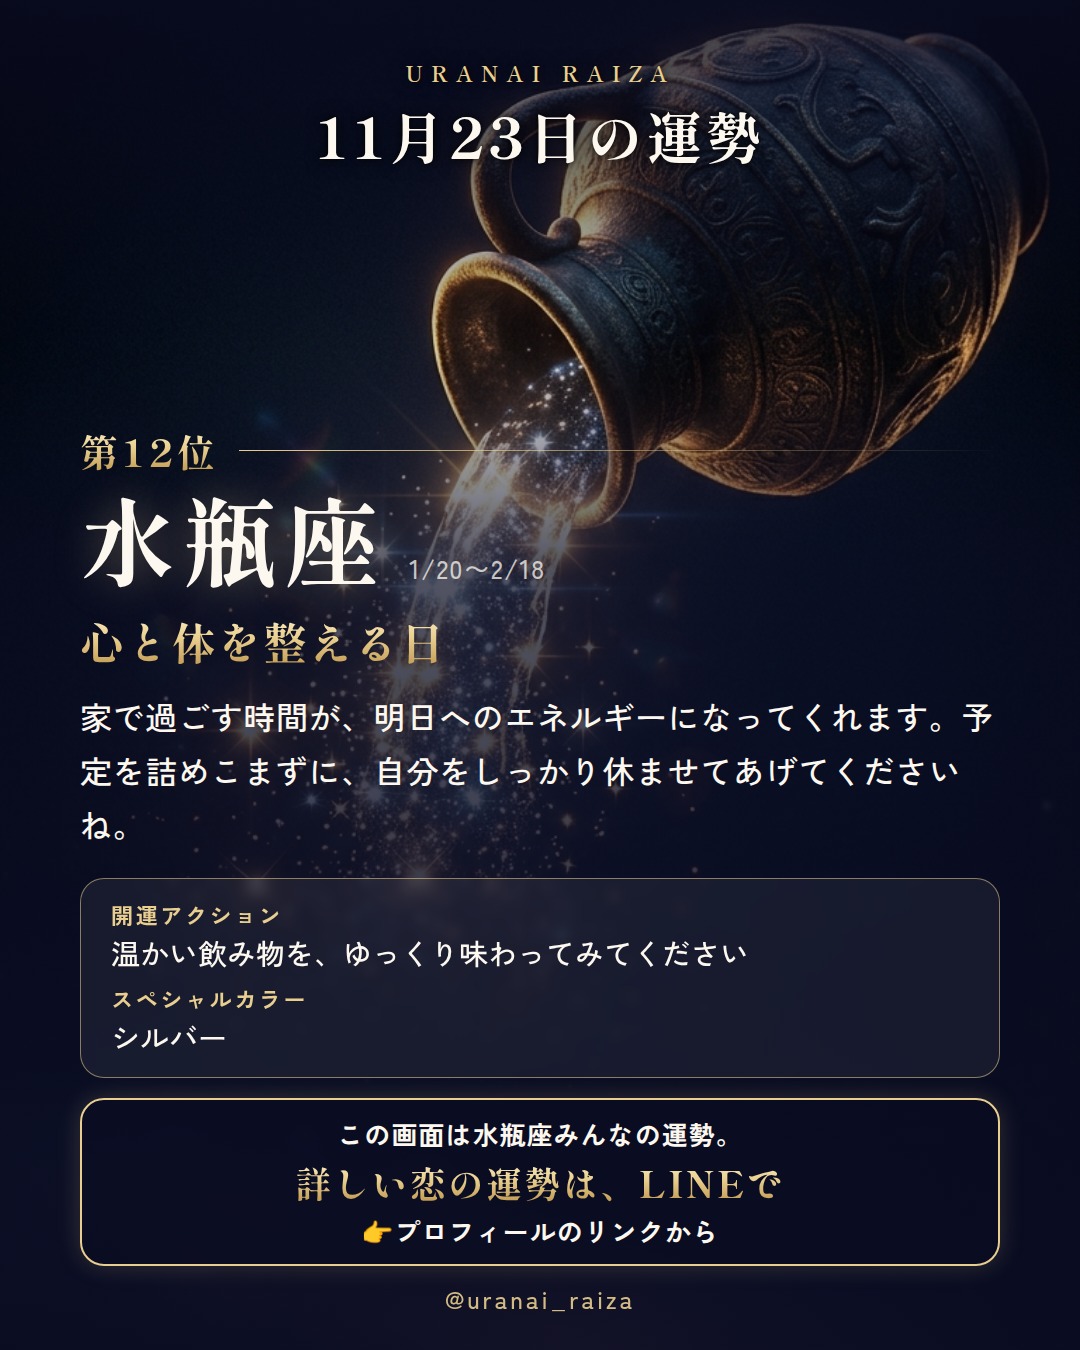 URANAI RAIZA
11月23日の運勢
第12位
水瓶座 1/20〜2/18
心と体を整える日
家で過ごす時間が、明日へのエネルギーになってくれます。予
定を詰めこまずに、自分をしっかり休ませてあげてください
ね。
開運アクション
温かい飲み物を、ゆっくり味わってみてください
スペシャルカラー
シルバー
この画面は水瓶座みんなの運勢。
詳しい恋の運勢は、LINEで
👉プロフィールのリンクから
@uranai_raiza